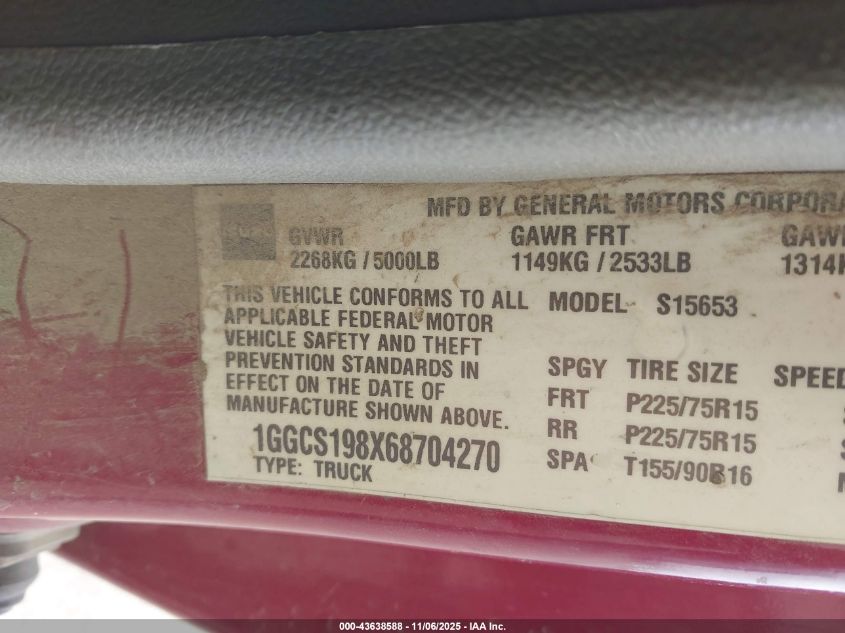 MFD BY GENERAL MOTORS CORPORA
GVWR GAWR FRT GAWR
2268KG / 5000LB 1149KG / 2533LB 1314K
THIS VEHICLE CONFORMS TO ALL
APPLICABLE FEDERAL MOTOR
VEHICLE SAFETY AND THEFT
PREVENTION STANDARDS IN
EFFECT ON THE DATE OF
MANUFACTURE SHOWN ABOVE.
1GGCS198X68704270
TYPE: TRUCK
MODEL S15653
SPGY TIRE SIZE SPEED
FRT P225/75R15
RR P225/75R15
SPA T155/90R16
000-43638588 - 11/06/2025 - IAA Inc.